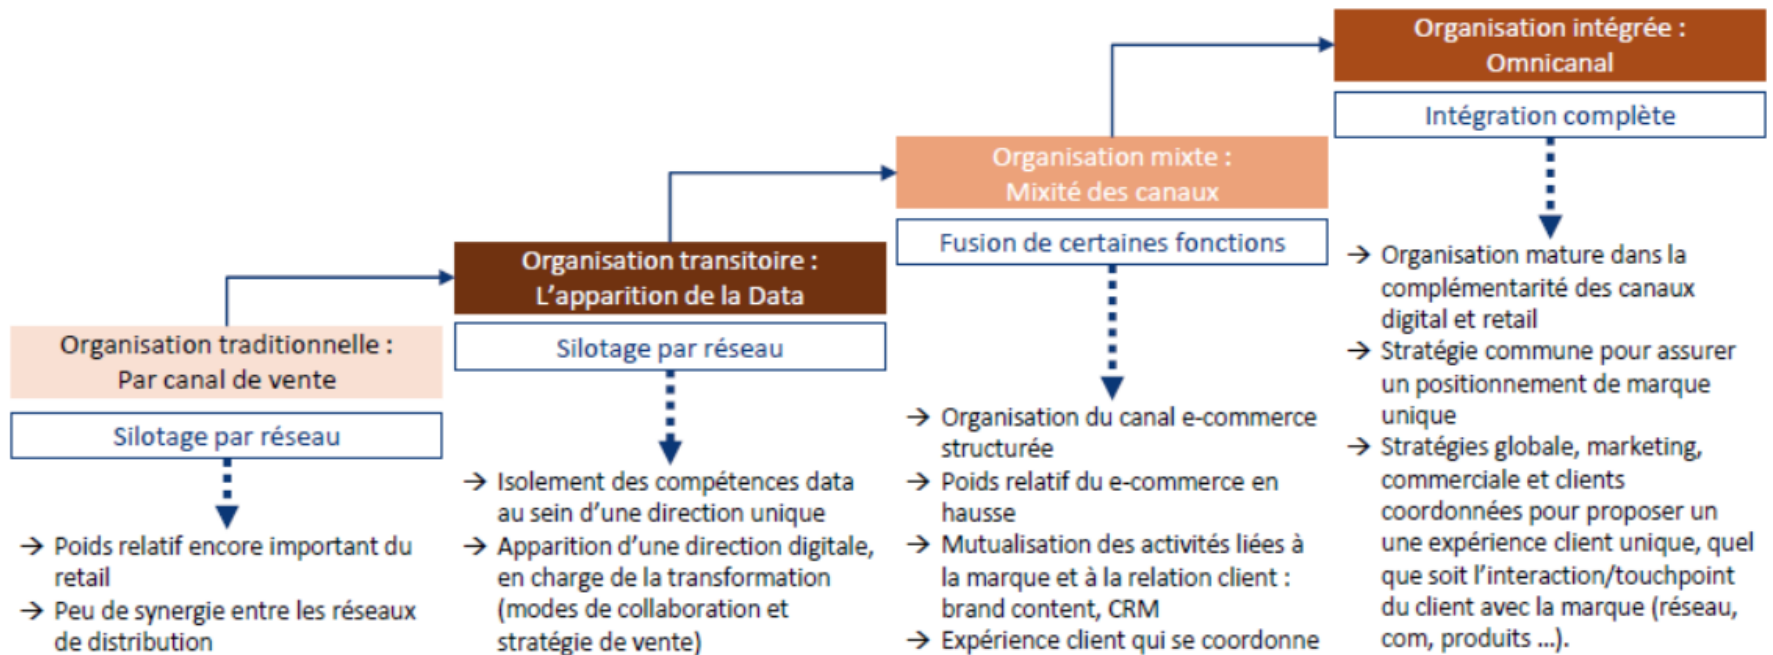 Organisation traditionnelle :
Par canal de vente
Silotage par réseau
→ Poids relatif encore important du
retail
→ Peu de synergie entre les réseaux
de distribution
Organisation transitoire :
L’apparition de la Data
Silotage par réseau
→ Isolement des compétences data
au sein d’une direction unique
→ Apparition d’une direction digitale,
en charge de la transformation
(modes de collaboration et
stratégie de vente)
Organisation mixte :
Mixité des canaux
Fusion de certaines fonctions
→ Organisation du canal e-commerce
structurée
→ Poids relatif du e-commerce en
hausse
→ Mutualisation des activités liées à
la marque et à la relation client :
brand content, CRM
→ Expérience client qui se coordonne
Organisation intégrée :
Omnicanal
Intégration complète
→ Organisation mature dans la
complémentarité des canaux
digital et retail
→ Stratégie commune pour assurer
un positionnement de marque
unique
→ Stratégies globale, marketing,
commerciale et clients
coordonnées pour proposer un
une expérience client unique, quel
que soit l’interaction/touchpoint
du client avec la marque (réseau,
com, produits ...).